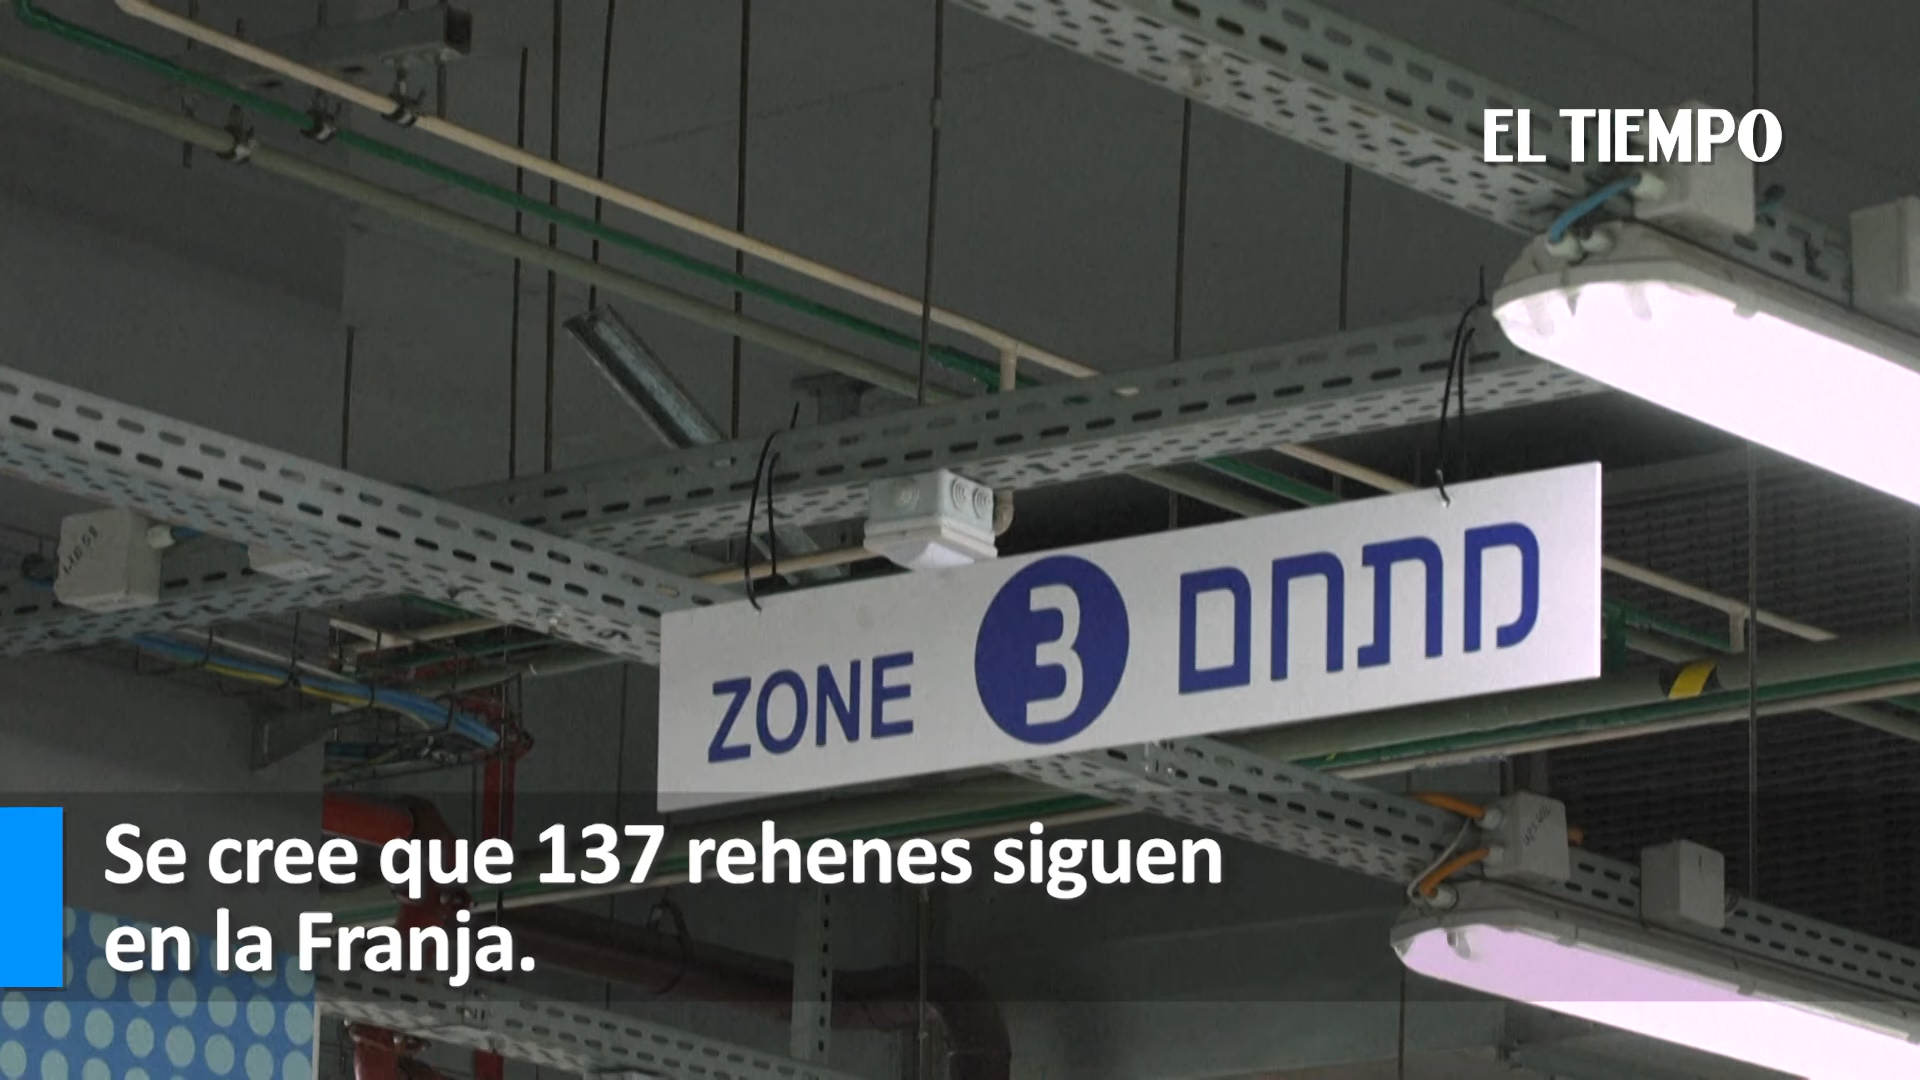 EL TIEMPO
ZONE 3 מתחם
Se cree que 137 rehenes siguen
en la Franja.